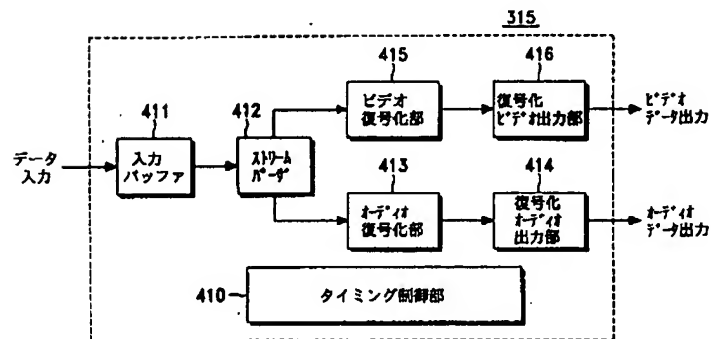 315
415
416
ビデオ
復号化部
復号化
ビデオ出力部
ビデオ
データ出力
411
412
データ
入力
入力
バッファ
ストリーム
パーダ
413
414
オーディオ
復号化部
復号化
オーディオ
出力部
オーディオ
データ出力
410
タイミング制御部